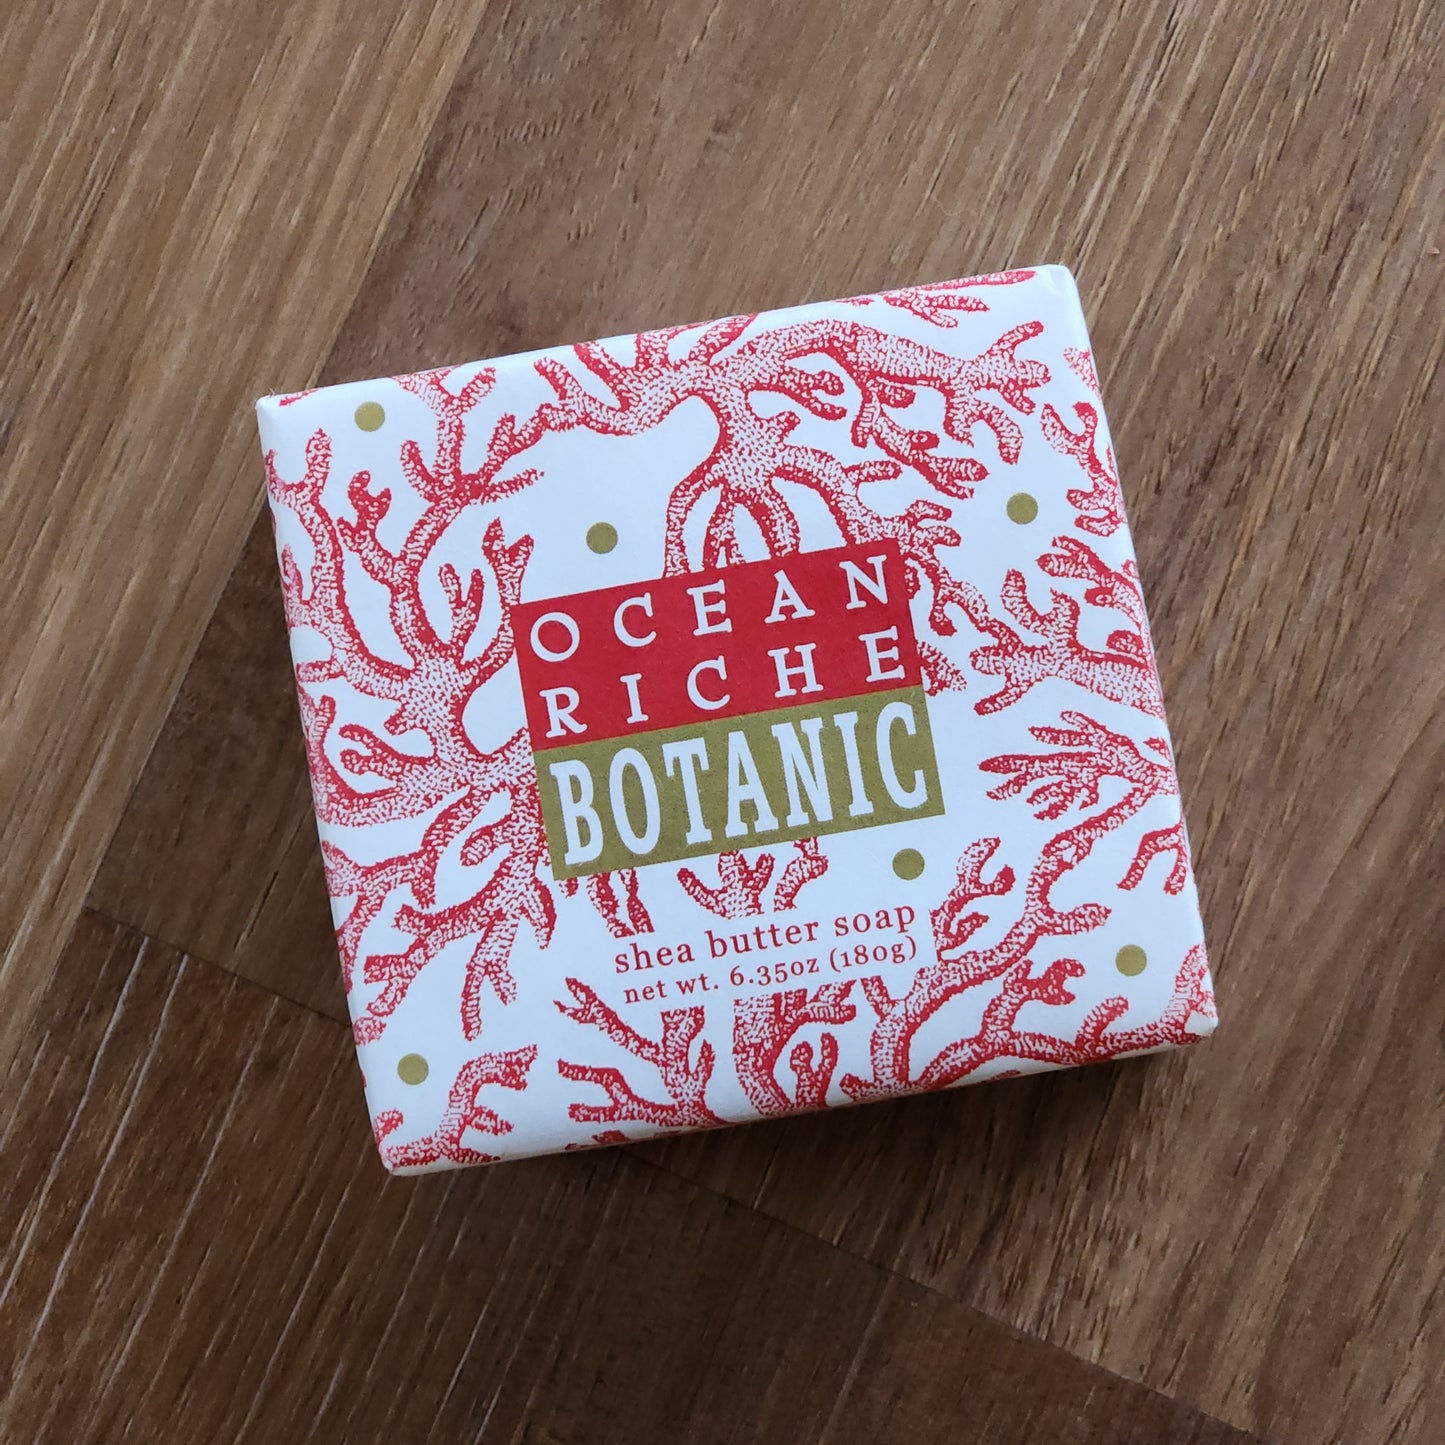 OCEAN
RICHE
BOTANIC
shea butter soap
net wt. 6.35oz (180g)